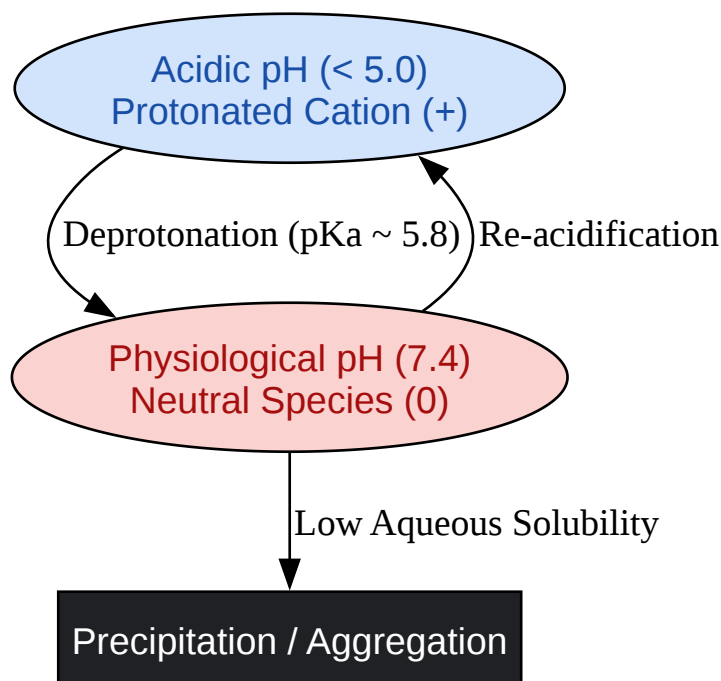 Acidic pH (< 5.0)
Protonated Cation (+)
Deprotonation (pKa ~ 5.8)
Re-acidification
Physiological pH (7.4)
Neutral Species (0)
Low Aqueous Solubility
Precipitation / Aggregation